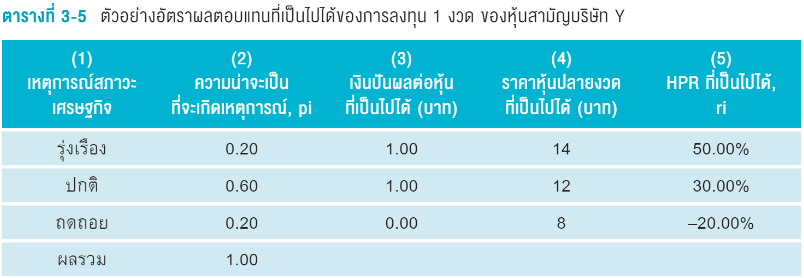 ตารางที่ 3-5 ตัวอย่างอัตราผลตอบแทนที่เป็นไปได้ของการลงทุน 1 งวด ของหุ้นสามัญบริษัท Y
(1) (2) (3) (4) (5)
เหตุการณ์สภาวะ ความน่าจะเป็น เงินปันผลต่อหุ้น ราคาหุ้นปลายงวด HPR ที่เป็นไปได้,
เศรษฐกิจ ที่จะเกิดเหตุการณ์, pi ที่เป็นไปได้ (บาท) ที่เป็นไปได้ (บาท) ri
รุ่งเรือง 0.20 1.00 14 50.00%
ปกติ 0.60 1.00 12 30.00%
ถดถอย 0.20 0.00 8 –20.00%
ผลรวม 1.00